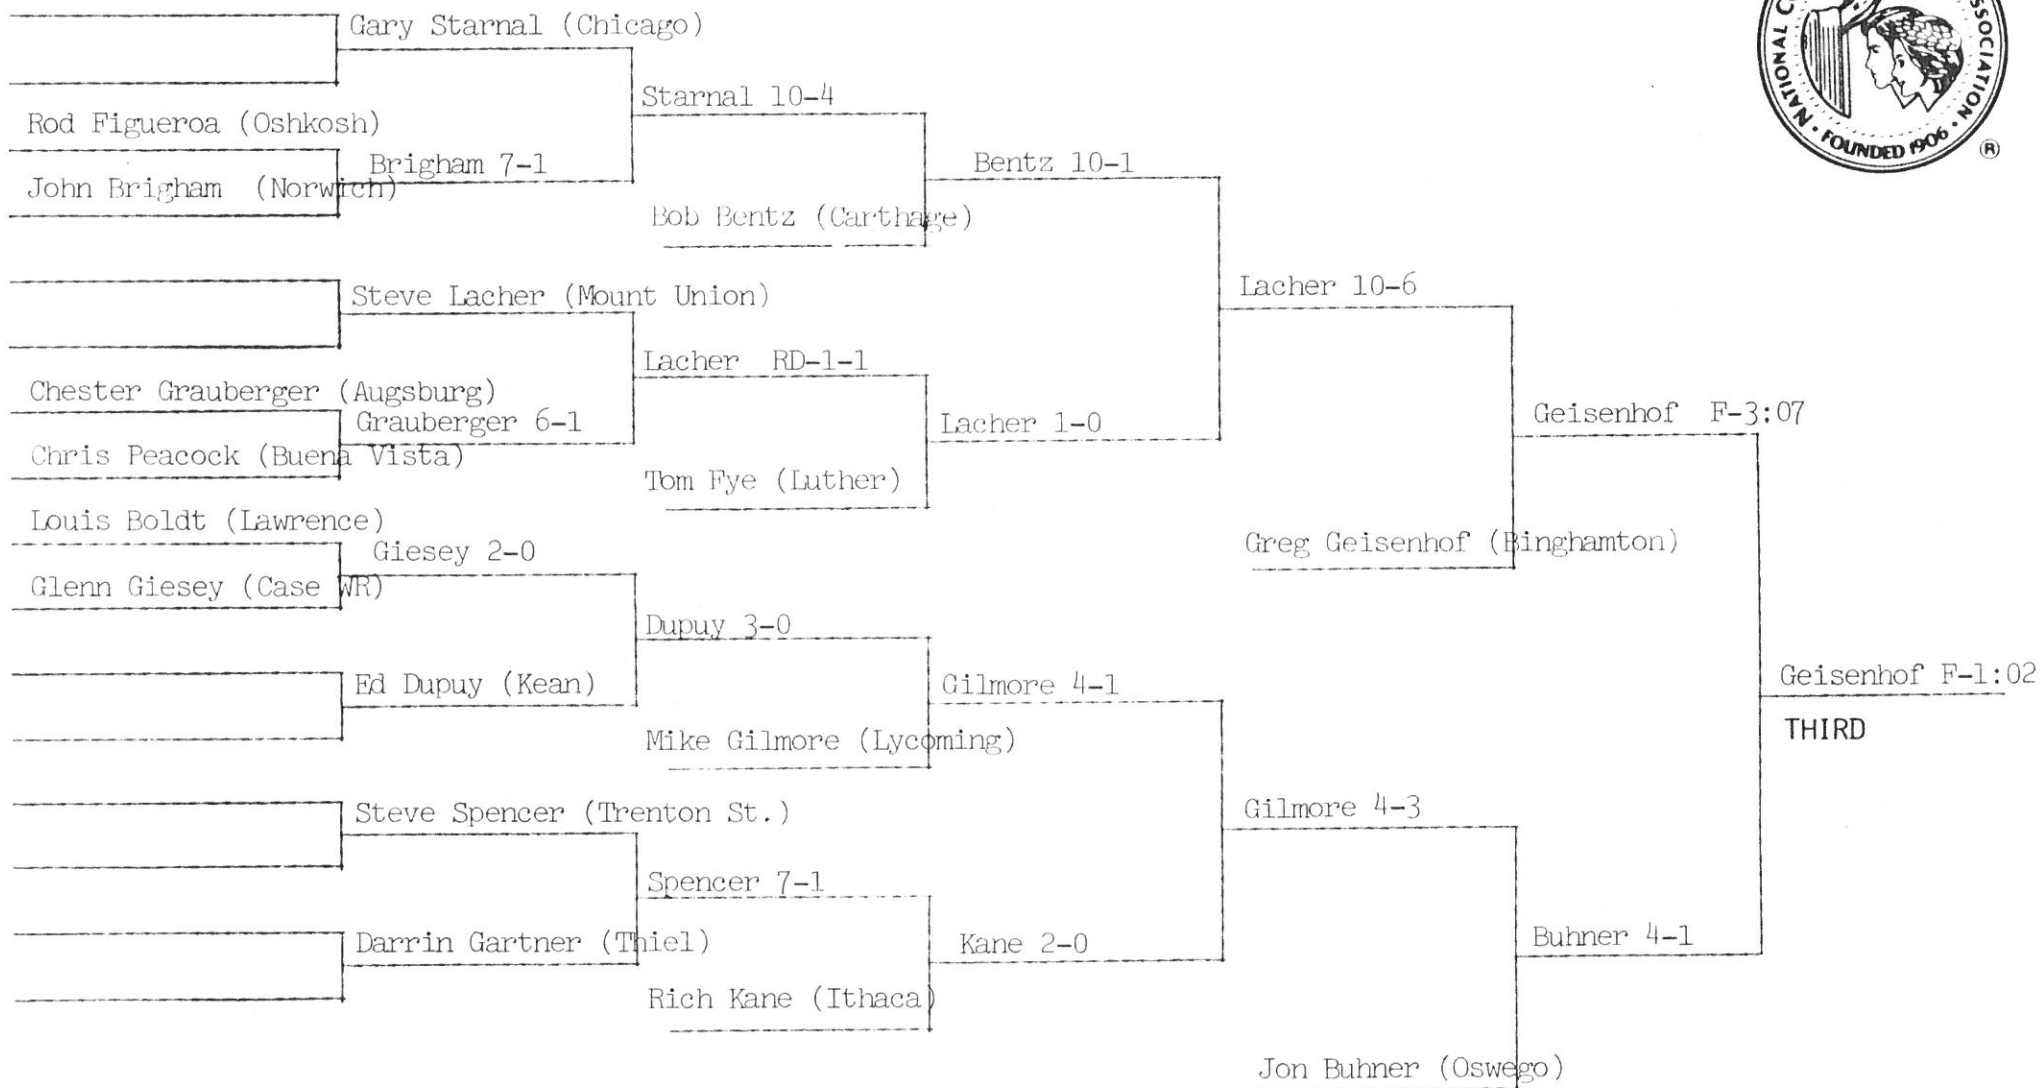 Gary Starnal (Chicago)
Starnal 10-4
Rod Figueroa (Oshkosh)
Brigham 7-1
John Brigham (Norwich)
Bentz 10-1
Bob Bentz (Carthage)
Steve Lacher (Mount Union)
Lacher 10-6
Lacher RD-1-1
Chester Grauberger (Augsburg)
Grauberger 6-1
Lacher 1-0
Geisenhof F-3:07
Chris Peacock (Buena Vista)
Tom Fye (Luther)
Louis Boldt (Lawrence)
Giesey 2-0
Greg Geisenhof (Binghamton)
Glenn Giesey (Case WR)
Dupuy 3-0
Ed Dupuy (Kean)
Gilmore 4-1
Geisenhof F-1:02
THIRD
Mike Gilmore (Lycoming)
Steve Spencer (Trenton St.)
Gilmore 4-3
Spencer 7-1
Darrin Gartner (Thiel)
Kane 2-0
Buhner 4-1
Rich Kane (Ithaca)
Jon Buhner (Oswego)
NATIONAL C
SSOCIATION
FOUNDED 1906
®